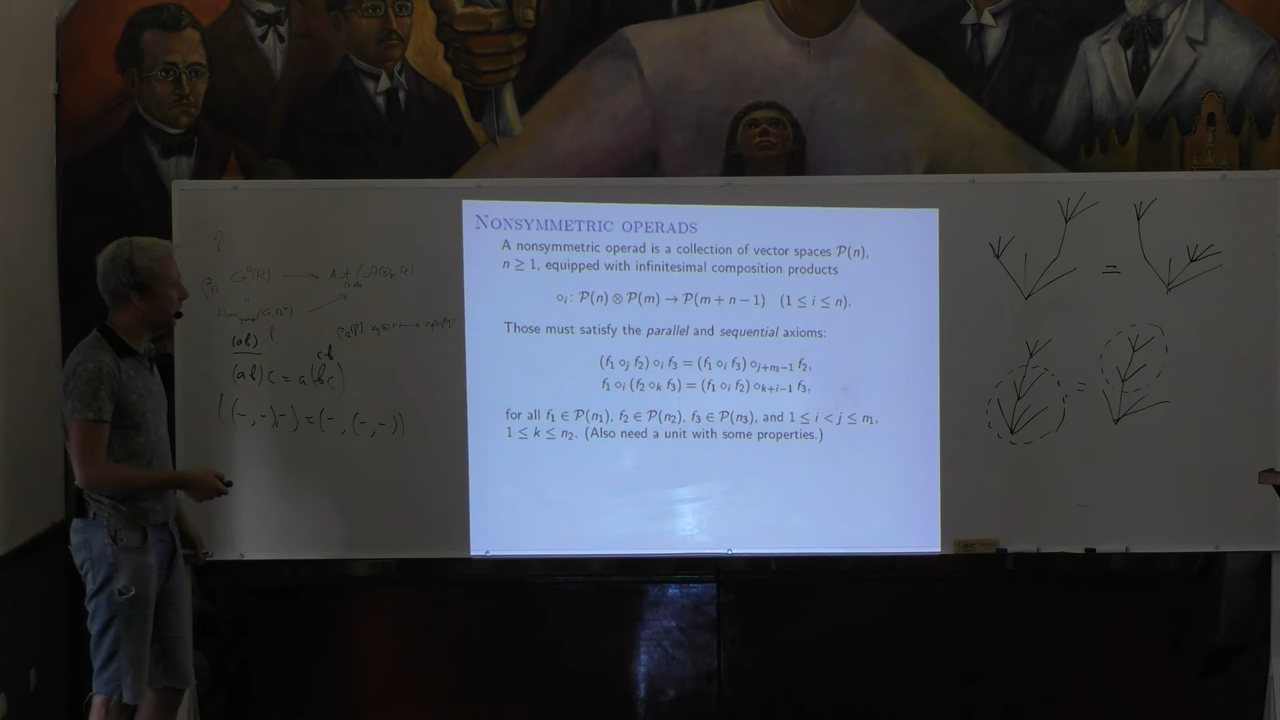 NONSYMMETRIC OPERADS
A nonsymmetric operad is a collection of vector spaces 𝒫(n),
n ≥ 1, equipped with infinitesimal composition products
∘ᵢ: 𝒫(n) ⊗ 𝒫(m) → 𝒫(m + n − 1) (1 ≤ i ≤ n).
Those must satisfy the parallel and sequential axioms:
(f₁ ∘ⱼ f₂) ∘ᵢ f₃ = (f₁ ∘ᵢ f₃) ∘_{j+n₃−1} f₂,
f₁ ∘ᵢ (f₂ ∘ₖ f₃) = (f₁ ∘ᵢ f₂) ∘_{k+i−1} f₃,
for all f₁ ∈ 𝒫(n₁), f₂ ∈ 𝒫(n₂), f₃ ∈ 𝒫(n₃), and 1 ≤ i < j ≤ n₁,
1 ≤ k ≤ n₂. (Also need a unit with some properties.)
?
(ab)
(ab)c = a(bc)
((-,-),-) = (-,(-,-))
=
=